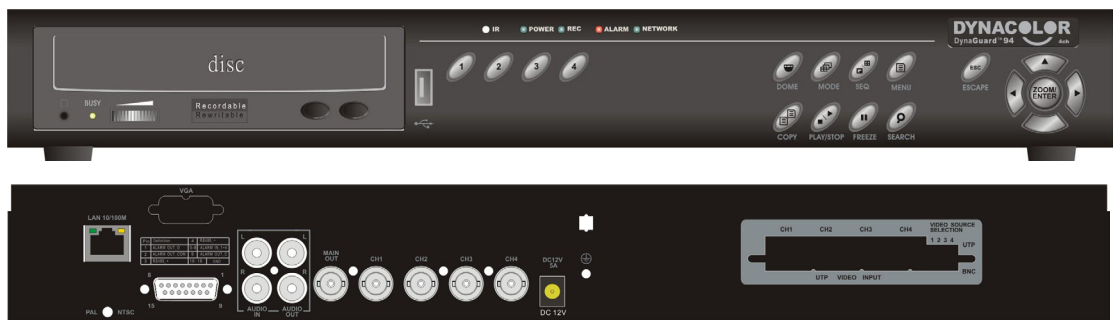 IR POWER REC ALARM NETWORK
DYNACOLOR
DynaGuard™94 4ch
disc
1 2 3 4
ESC
DOME MODE SEQ MENU
ESCAPE
ZOOM/
ENTER
BUSY
Recordable
Rewritable
COPY PLAY/STOP FREEZE SEARCH
VGA
LAN 10/100M
L L
R R
8 1
15 9
PAL NTSC
AUDIO
IN
AUDIO
OUT
MAIN
OUT
CH1 CH2 CH3 CH4
DC12V
5A
DC 12V
CH1 CH2 CH3 CH4
VIDEO SOURCE
SELECTION
1 2 3 4
UTP
BNC
UTP VIDEO INPUT